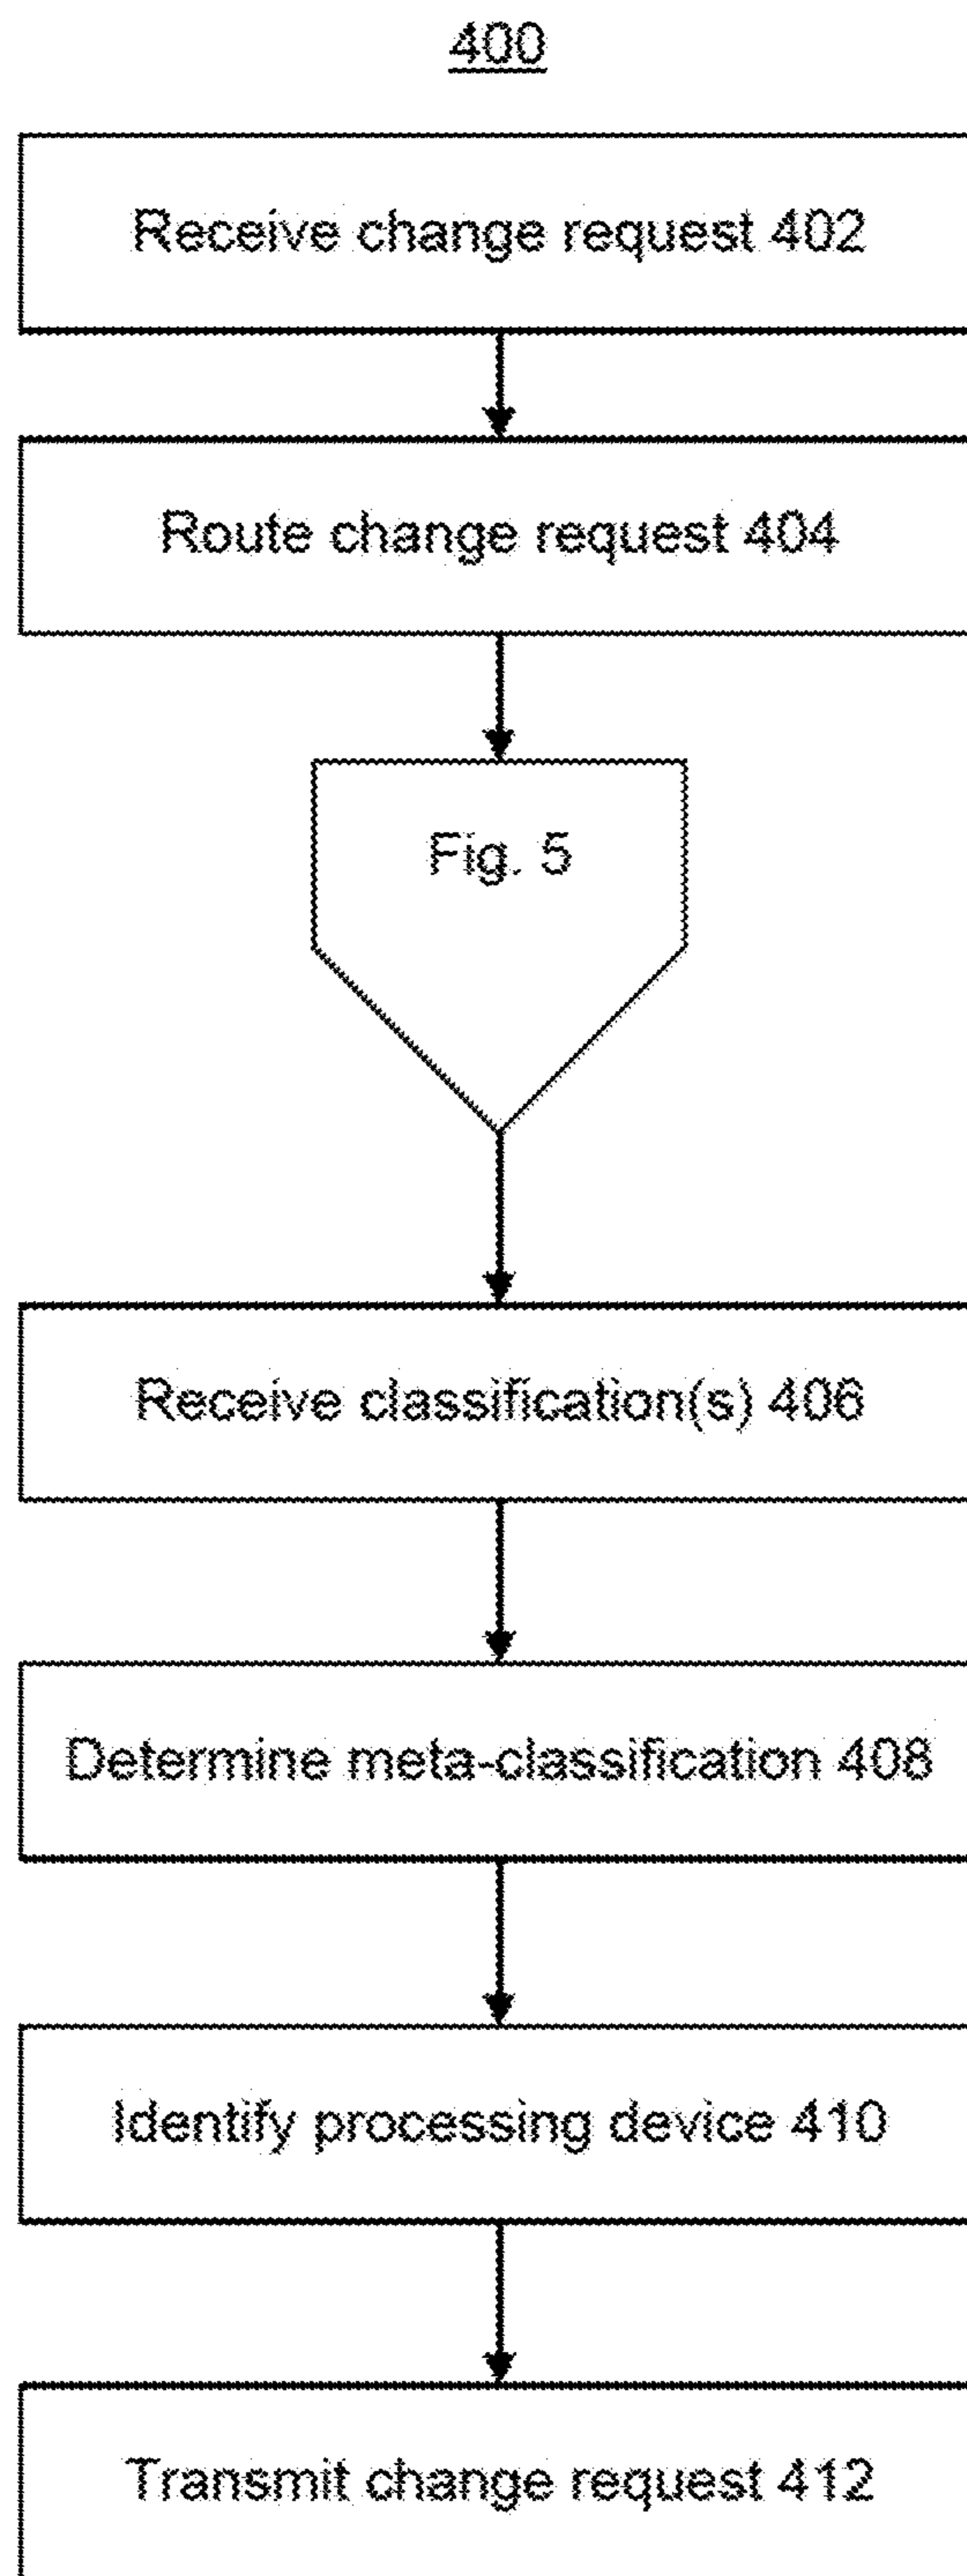 400
Receive change request 402
Route change request 404
Fig. 5
Receive classification(s) 406
Determine meta-classification 408
Identify processing device 410
Transmit change request 412